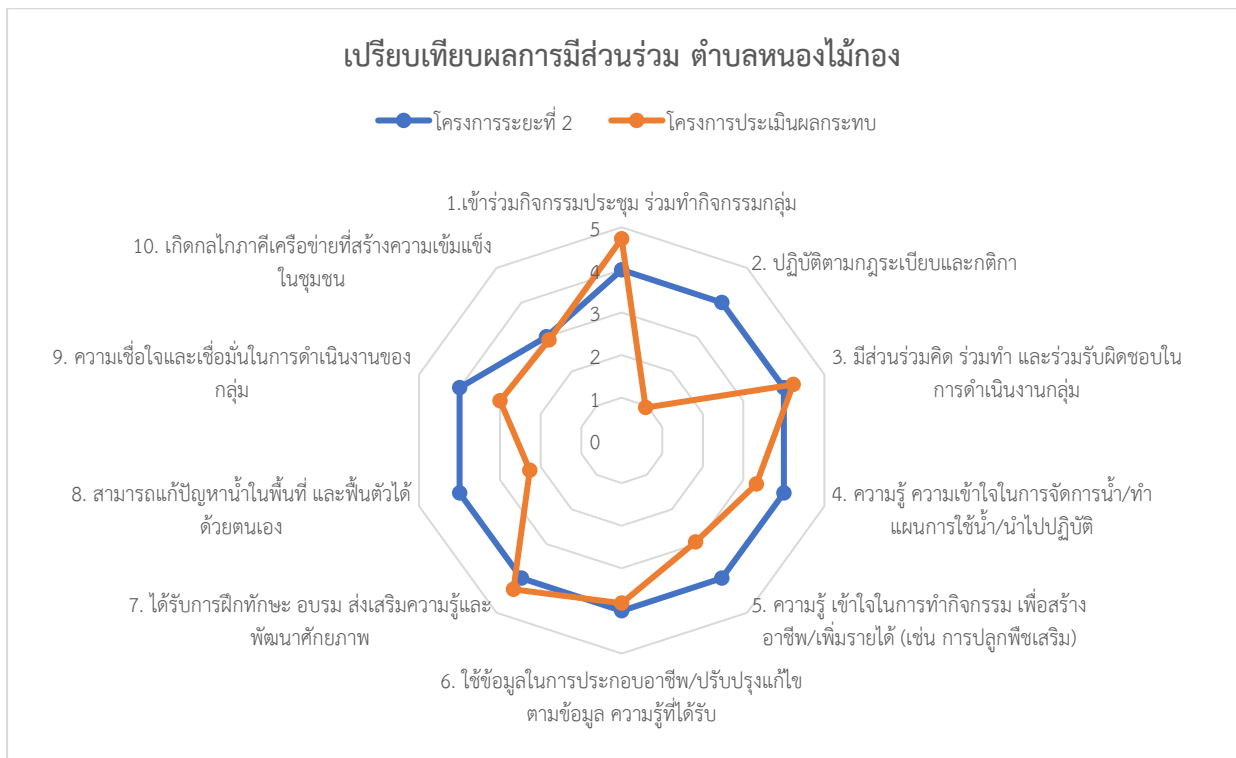 เปรียบเทียบผลการมีส่วนร่วม ตำบลหนองไม้กอง
โครงการระยะที่ 2
โครงการประเมินผลกระทบ
1.เข้าร่วมกิจกรรมประชุม ร่วมทำกิจกรรมกลุ่ม
2. ปฏิบัติตามกฎระเบียบและกติกา
3. มีส่วนร่วมคิด ร่วมทำ และร่วมรับผิดชอบใน
การดำเนินงานกลุ่ม
4. ความรู้ ความเข้าใจในการจัดการน้ำ/ทำ
แผนการใช้น้ำ/นำไปปฏิบัติ
5. ความรู้ เข้าใจในการทำกิจกรรม เพื่อสร้าง
อาชีพ/เพิ่มรายได้ (เช่น การปลูกพืชเสริม)
6. ใช้ข้อมูลในการประกอบอาชีพ/ปรับปรุงแก้ไข
ตามข้อมูล ความรู้ที่ได้รับ
7. ได้รับการฝึกทักษะ อบรม ส่งเสริมความรู้และ
พัฒนาศักยภาพ
8. สามารถแก้ปัญหาน้ำในพื้นที่ และฟื้นตัวได้
ด้วยตนเอง
9. ความเชื่อใจและเชื่อมั่นในการดำเนินงานของ
กลุ่ม
10. เกิดกลไกภาคีเครือข่ายที่สร้างความเข้มแข็ง
ในชุมชน
5
4
3
2
1
0